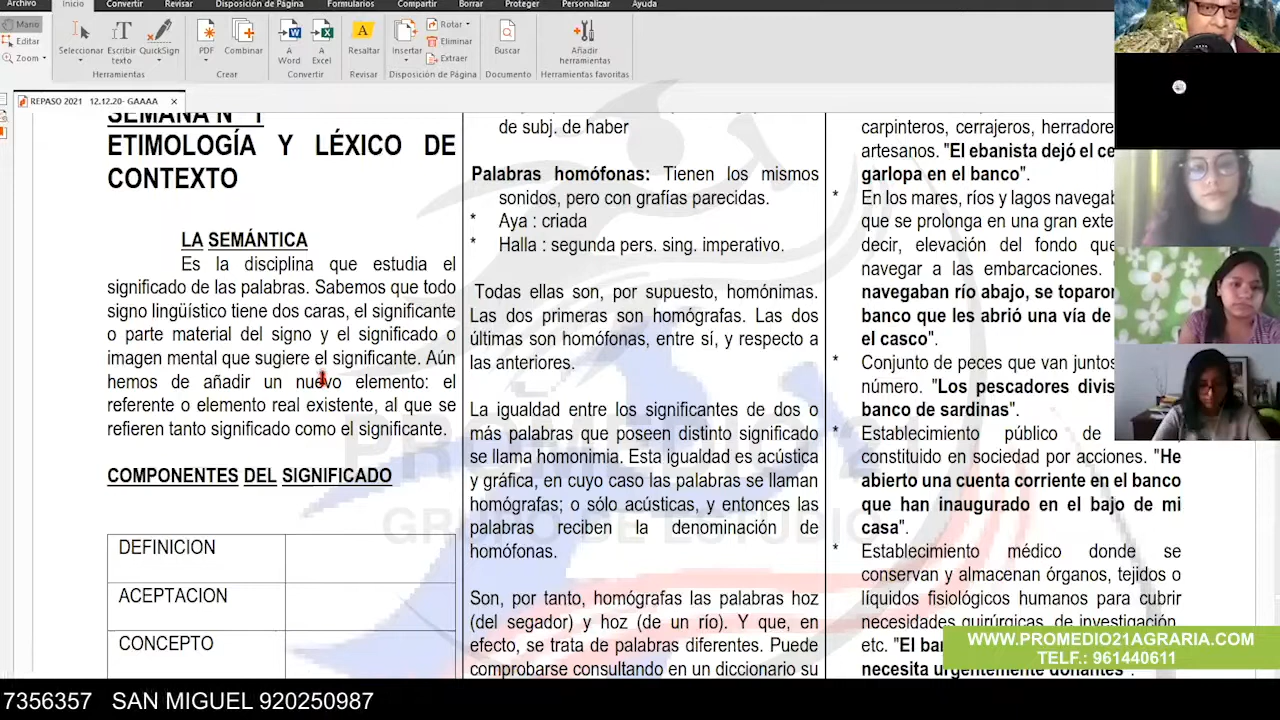 Archivo Inicio Convertir Revisar Disposición de Página Formularios Compartir Borrar Proteger Personalizar Ayuda
Mano
Editar
Zoom
Seleccionar
Escribir texto
QuickSign
Herramientas
PDF
Combinar
Crear
A Word
A Excel
Convertir
Resaltar
Revisar
Insertar
Rotar
Eliminar
Extraer
Disposición de Página
Buscar
Documento
Añadir herramientas
Herramientas favoritas
REPASO 2021 12.12.20- GAAAA
SEMANA N° 1
ETIMOLOGÍA Y LÉXICO DE
CONTEXTO
LA SEMÁNTICA
Es la disciplina que estudia el
significado de las palabras. Sabemos que todo
signo lingüístico tiene dos caras, el significante
o parte material del signo y el significado o
imagen mental que sugiere el significante. Aún
hemos de añadir un nuevo elemento: el
referente o elemento real existente, al que se
refieren tanto significado como el significante.
COMPONENTES DEL SIGNIFICADO
DEFINICION
ACEPTACION
CONCEPTO
de subj. de haber
Palabras homófonas: Tienen los mismos
sonidos, pero con grafías parecidas.
* Aya : criada
* Halla : segunda pers. sing. imperativo.
Todas ellas son, por supuesto, homónimas.
Las dos primeras son homógrafas. Las dos
últimas son homófonas, entre sí, y respecto a
las anteriores.
La igualdad entre los significantes de dos o
más palabras que poseen distinto significado
se llama homonimia. Esta igualdad es acústica
y gráfica, en cuyo caso las palabras se llaman
homógrafas; o sólo acústicas, y entonces las
palabras reciben la denominación de
homófonas.
Son, por tanto, homógrafas las palabras hoz
(del segador) y hoz (de un río). Y que, en
efecto, se trata de palabras diferentes. Puede
comprobarse consultando en un diccionario su
carpinteros, cerrajeros, herrador
artesanos. "El ebanista dejó el ce
garlopa en el banco".
* En los mares, ríos y lagos navegab
que se prolonga en una gran exte
decir, elevación del fondo que
navegar a las embarcaciones.
navegaban río abajo, se toparon
banco que les abrió una vía de
el casco".
* Conjunto de peces que van juntos
número. "Los pescadores divis
banco de sardinas".
* Establecimiento público de
constituido en sociedad por acciones. "He
abierto una cuenta corriente en el banco
que han inaugurado en el bajo de mi
casa".
* Establecimiento médico donde se
conservan y almacenan órganos, tejidos o
líquidos fisiológicos humanos para cubrir
necesidades quirúrgicas, de investigación,
etc. "El ban
necesita urgentemente donantes".
PROMEDIO 21
GRUPO DE ESTUDIO
WWW.PROMEDIO21AGRARIA.COM
TELF.: 961440611
7356357 SAN MIGUEL 920250987